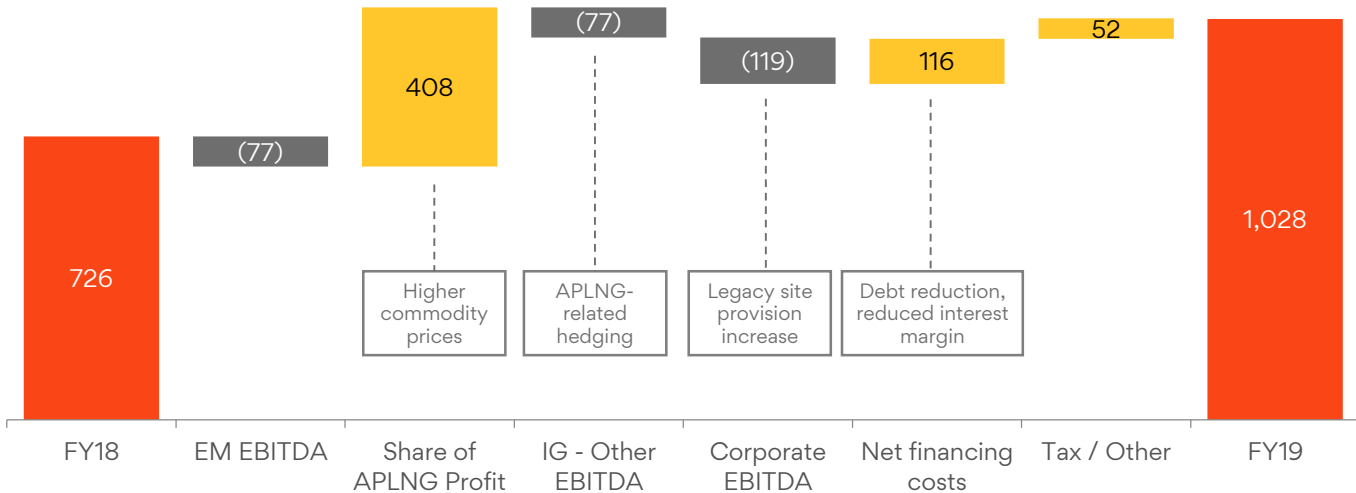 (77)
52
408
(119)
116
(77)
726
1,028
Higher
commodity
prices
APLNG-
related
hedging
Legacy site
provision
increase
Debt reduction,
reduced interest
margin
FY18
EM EBITDA
Share of
APLNG Profit
IG - Other
EBITDA
Corporate
EBITDA
Net financing
costs
Tax / Other
FY19